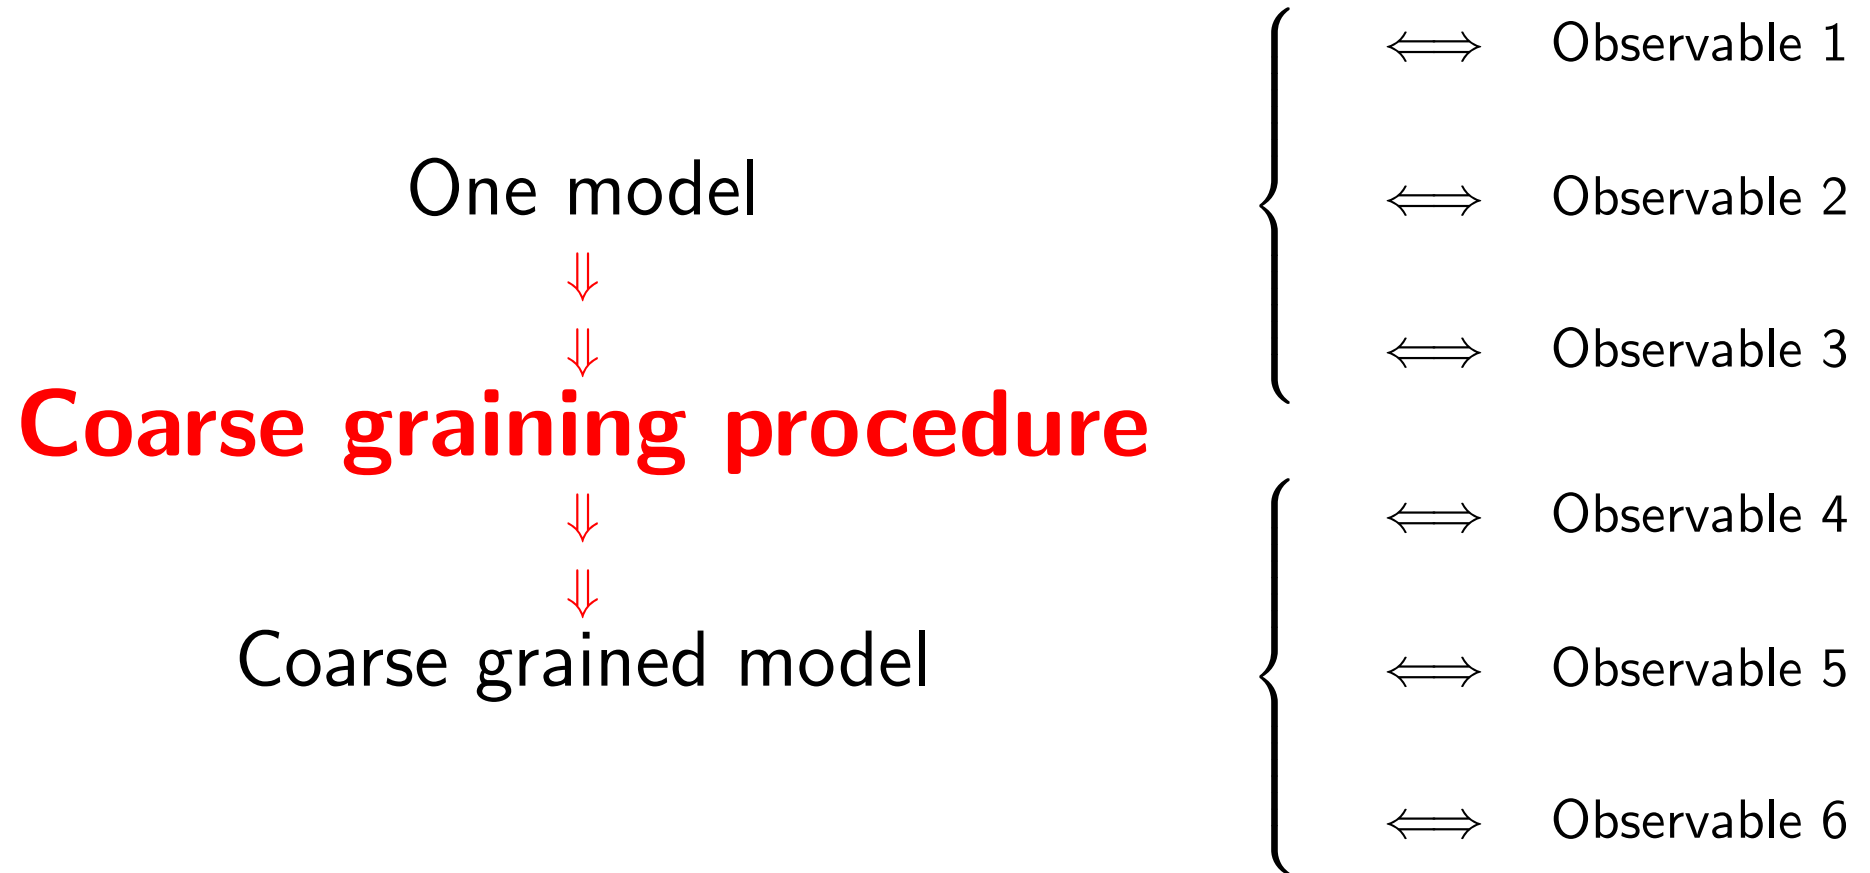 One model
⇓
⇓
Coarse graining procedure
⇓
⇓
Coarse grained model
⟺ Observable 1
⟺ Observable 2
⟺ Observable 3
⟺ Observable 4
⟺ Observable 5
⟺ Observable 6